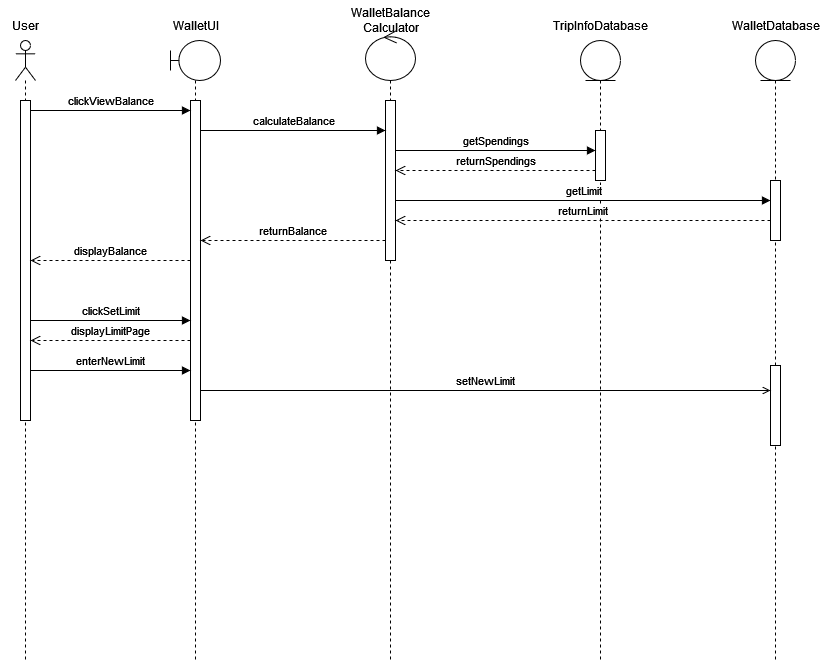 User
WalletUI
WalletBalance
Calculator
TripInfoDatabase
WalletDatabase
clickViewBalance
calculateBalance
getSpendings
returnSpendings
getLimit
returnLimit
returnBalance
displayBalance
clickSetLimit
displayLimitPage
enterNewLimit
setNewLimit